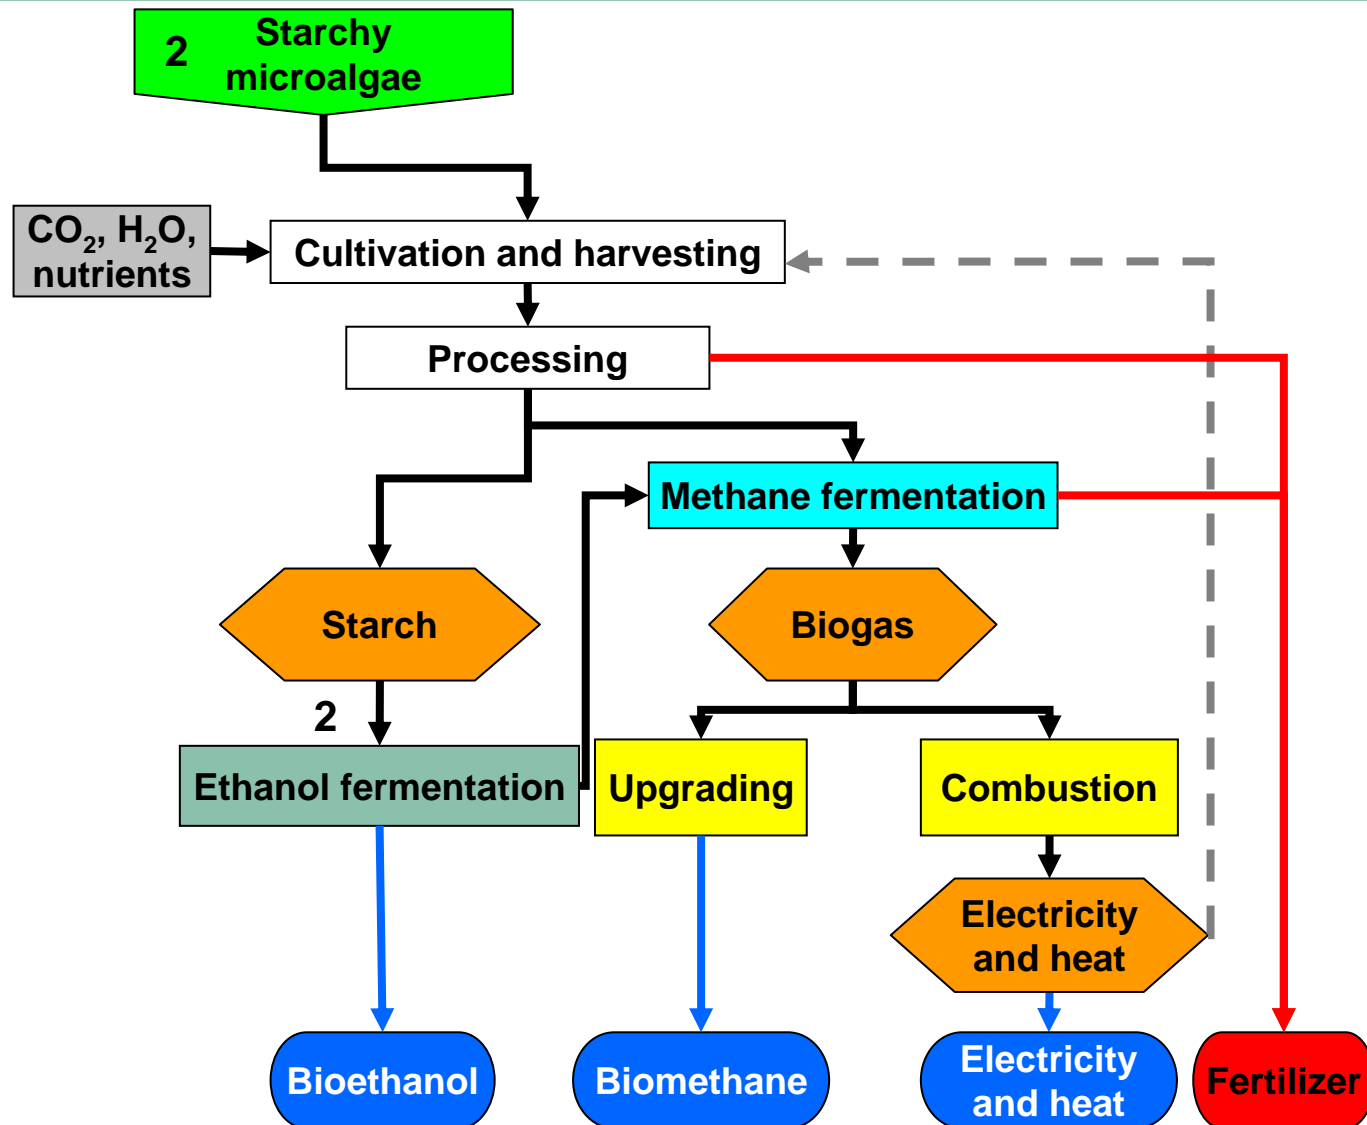 2
Starchy
microalgae
CO₂, H₂O,
nutrients
Cultivation and harvesting
Processing
Methane fermentation
Starch
Biogas
2
Ethanol fermentation
Upgrading
Combustion
Electricity
and heat
Bioethanol
Biomethane
Electricity
and heat
Fertilizer